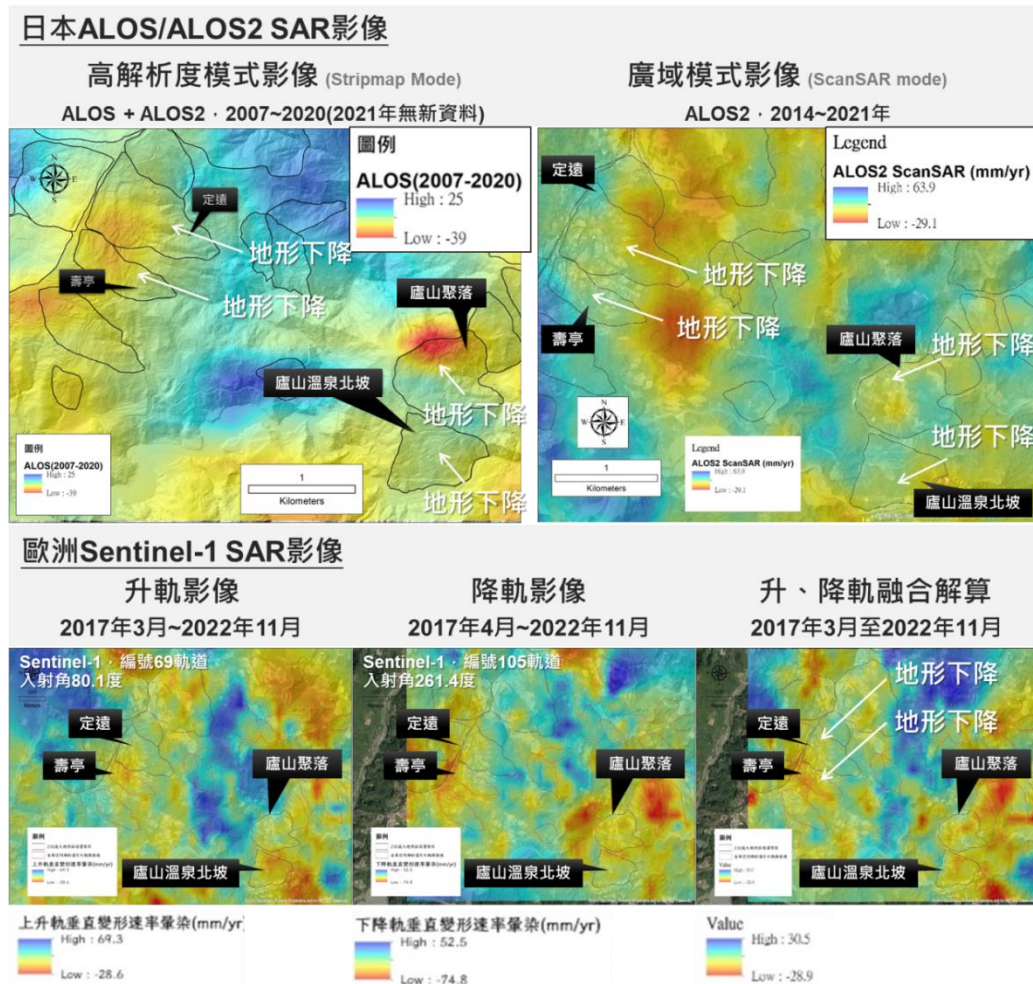 日本ALOS/ALOS2 SAR影像
高解析度模式影像 (Stripmap Mode)
ALOS + ALOS2．2007~2020(2021年無新資料)
圖例
ALOS(2007-2020)
High : 25
Low : -39
N
W E
S
定遠
地形下降
壽亭
地形下降
廬山聚落
廬山溫泉北坡
地形下降
地形下降
圖例
ALOS(2007-2020)
High : 25
Low : -39
1
Kilometers
廣域模式影像 (ScanSAR mode)
ALOS2．2014~2021年
Legend
ALOS2 ScanSAR (mm/yr)
High : 63.9
Low : -29.1
定遠
地形下降
壽亭
地形下降
廬山聚落
地形下降
地形下降
廬山溫泉北坡
N
W E
S
1
Kilometers
Legend
ALOS2 ScanSAR (mm/yr)
High : 63.9
Low : -29.1
歐洲Sentinel-1 SAR影像
升軌影像
2017年3月~2022年11月
Sentinel-1．編號69軌道
入射角80.1度
定遠
壽亭
廬山聚落
廬山溫泉北坡
圖例
上升軌垂直變形速率暈染(mm/yr)
High : 69.3
Low : -28.6
降軌影像
2017年4月~2022年11月
Sentinel-1．編號105軌道
入射角261.4度
定遠
壽亭
廬山聚落
廬山溫泉北坡
圖例
下降軌垂直變形速率暈染(mm/yr)
High : 52.5
Low : -74.8
升、降軌融合解算
2017年3月至2022年11月
地形下降
地形下降
定遠
壽亭
廬山聚落
廬山溫泉北坡
圖例
Value
High : 30.5
Low : -28.9